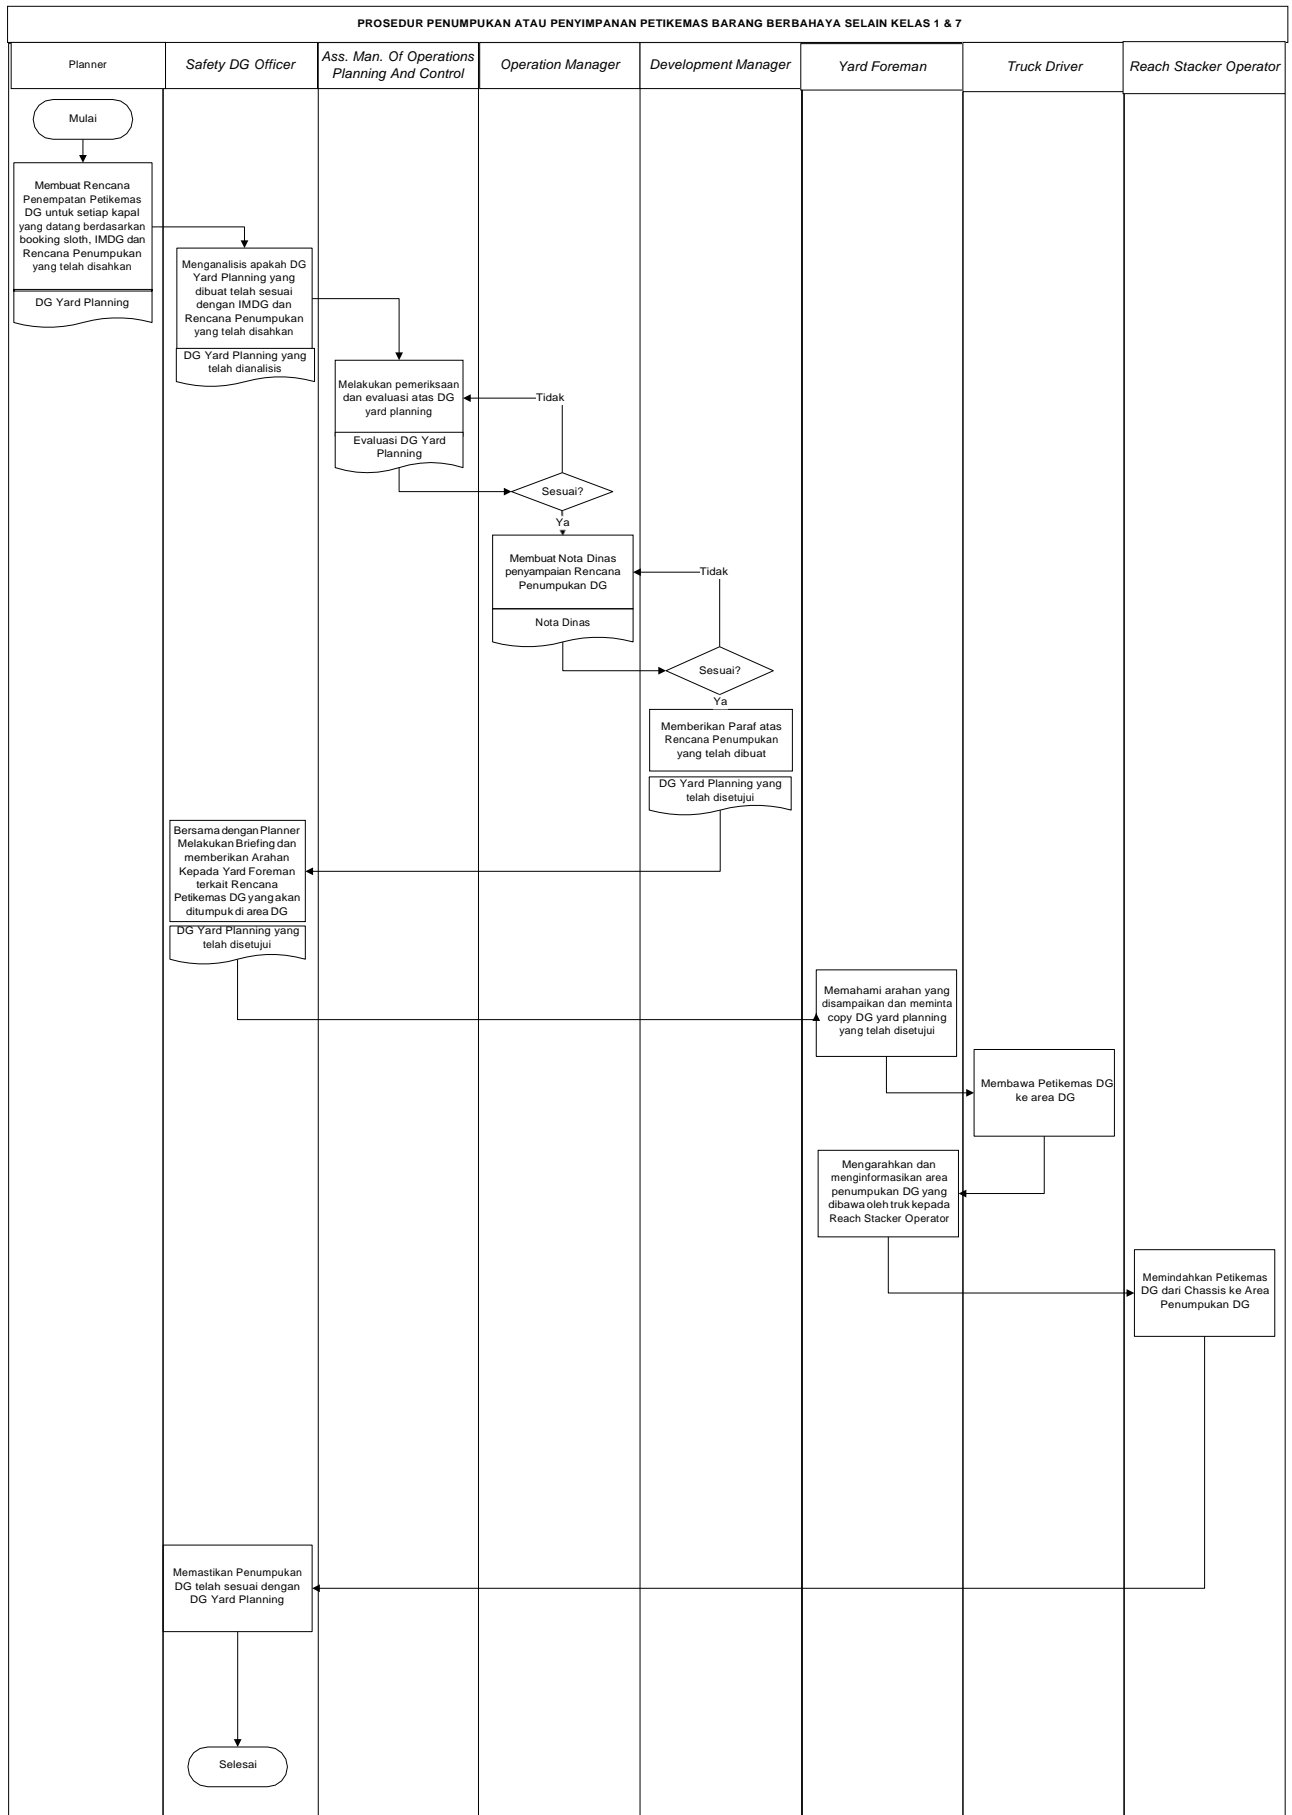 PROSEDUR PENUMPUKAN ATAU PENYIMPANAN PETIKEMAS BARANG BERBAHAYA SELAIN KELAS 1 & 7
Planner
Safety DG Officer
Ass. Man. Of Operations
Planning And Control
Operation Manager
Development Manager
Yard Foreman
Truck Driver
Reach Stacker Operator
Mulai
Membuat Rencana
Penempatan Petikemas
DG untuk setiap kapal
yang datang berdasarkan
booking sloth, IMDG dan
Rencana Penumpukan
yang telah disahkan
DG Yard Planning
Menganalisis apakah DG
Yard Planning yang
dibuat telah sesuai
dengan IMDG dan
Rencana Penumpukan
yang telah disahkan
DG Yard Planning yang
telah dianalisis
Melakukan pemeriksaan
dan evaluasi atas DG
yard planning
Evaluasi DG Yard
Planning
Tidak
Sesuai?
Ya
Membuat Nota Dinas
penyampaian Rencana
Penumpukan DG
Nota Dinas
Tidak
Sesuai?
Ya
Memberikan Paraf atas
Rencana Penumpukan
yang telah dibuat
DG Yard Planning yang
telah disetujui
Bersama dengan Planner
Melakukan Briefing dan
memberikan Arahan
Kepada Yard Foreman
terkait Rencana
Petikemas DG yang akan
ditumpuk di area DG
DG Yard Planning yang
telah disetujui
Memahami arahan yang
disampaikan dan meminta
copy DG yard planning
yang telah disetujui
Membawa Petikemas DG
ke area DG
Mengarahkan dan
menginformasikan area
penumpukan DG yang
dibawa oleh truk kepada
Reach Stacker Operator
Memindahkan Petikemas
DG dari Chassis ke Area
Penumpukan DG
Memastikan Penumpukan
DG telah sesuai dengan
DG Yard Planning
Selesai